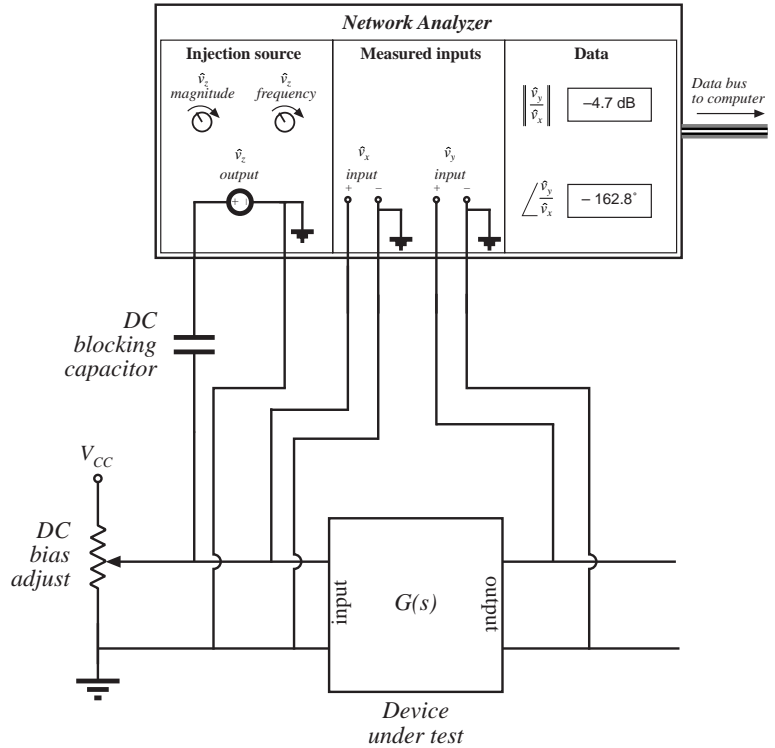 Network Analyzer
Injection source
Measured inputs
Data
v̂z
magnitude
v̂z
frequency
v̂z
output
v̂x
input
+ –
v̂y
input
+ –
+ –
‖v̂y/v̂x‖
–4.7 dB
∠v̂y/v̂x
– 162.8˚
Data bus
to computer
DC
blocking
capacitor
VCC
DC
bias
adjust
input
G(s)
output
Device
under test